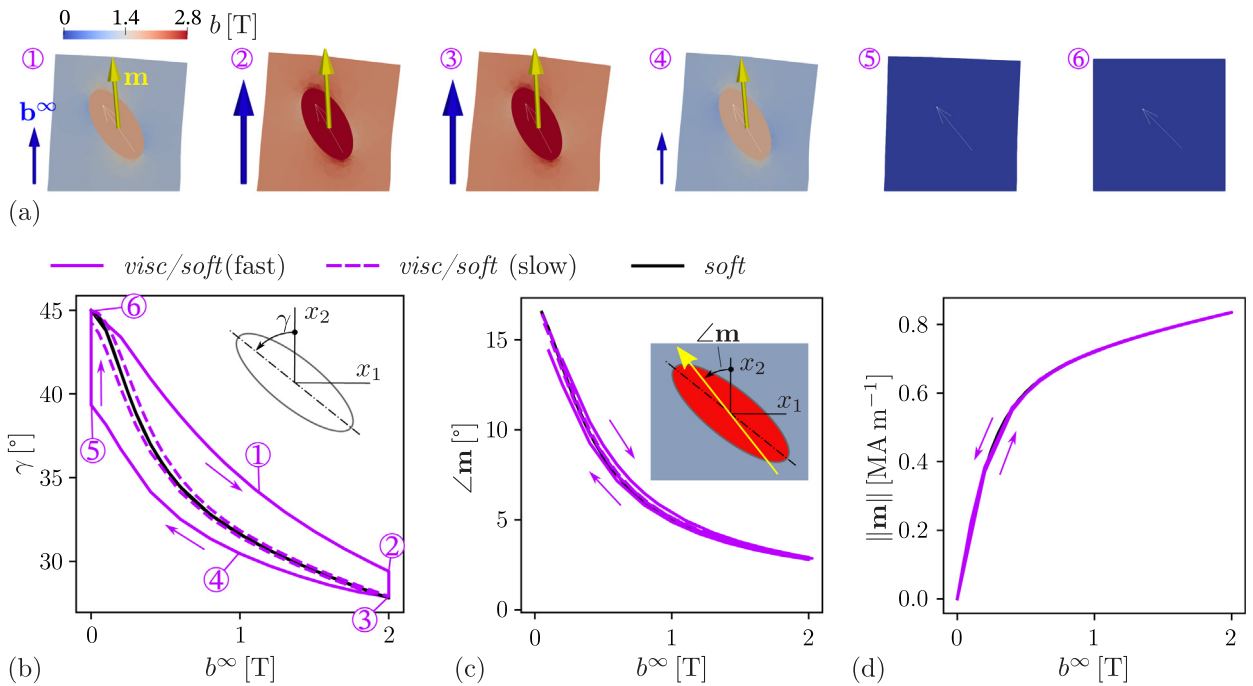 0 1.4 2.8 b [T]
① ② ③ ④ ⑤ ⑥
m
b∞
(a)
visc/soft(fast) visc/soft (slow) soft
45
40
35
30
γ [°]
0 1 2
b∞ [T]
⑥
γ x₂
x₁
①
②
③
④
⑤
(b)
15
10
5
0
∠m [°]
0 1 2
b∞ [T]
∠m
x₂
x₁
(c)
0.8
0.6
0.4
0.2
0.0
||m|| [MA m⁻¹]
0 1 2
b∞ [T]
(d)